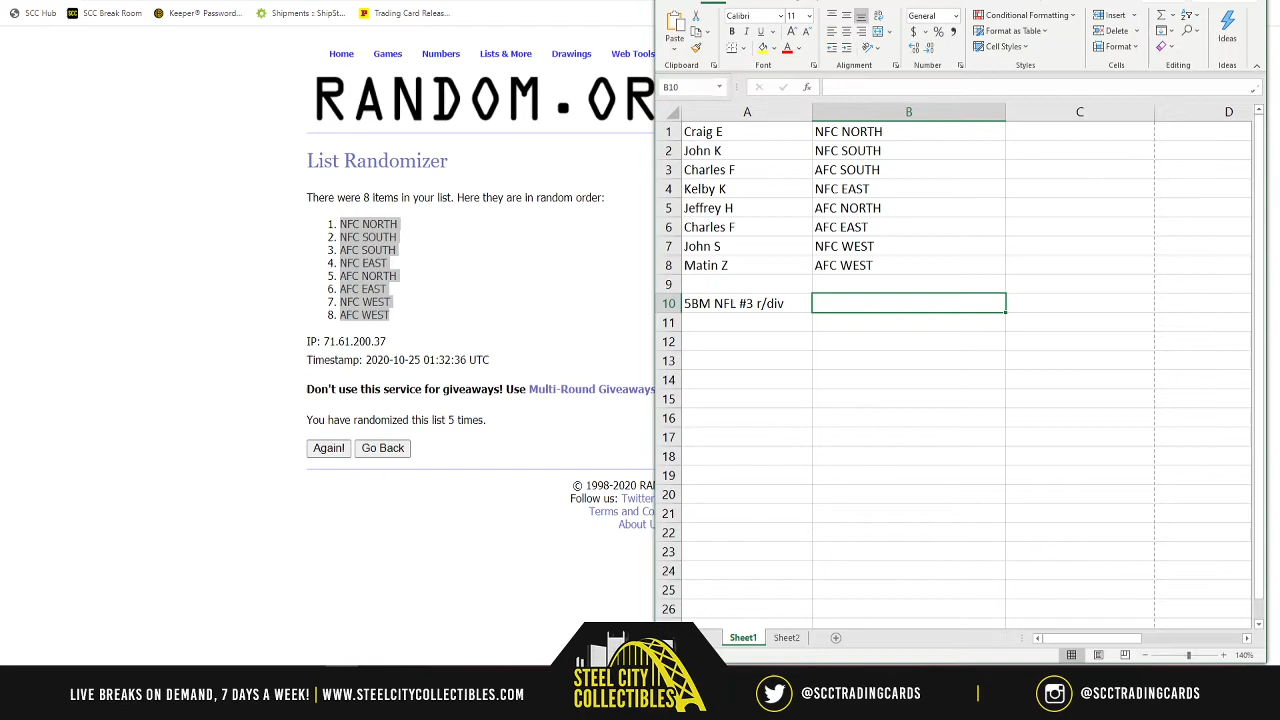 SCC Hub SCC Break Room Keeper® Password... Shipments :: ShipSt... Trading Card Releas...
Home Games Numbers Lists & More Drawings Web Tools
RANDOM.OR
List Randomizer
There were 8 items in your list. Here they are in random order:
1. NFC NORTH
2. NFC SOUTH
3. AFC SOUTH
4. NFC EAST
5. AFC NORTH
6. AFC EAST
7. NFC WEST
8. AFC WEST
IP: 71.61.200.37
Timestamp: 2020-10-25 01:32:36 UTC
Don't use this service for giveaways! Use Multi-Round Giveaways
You have randomized this list 5 times.
Again! Go Back
© 1998-2020 RAN
Follow us: Twitter
Terms and Co
About U
Paste
Calibri 11 A A
B I U A A
ab
General
$ % 9
Conditional Formatting
Format as Table
Cell Styles
Insert
Delete
Format
Ideas
Clipboard Font Alignment Number Styles Cells Editing Ideas
B10 fx
A B C D
1 Craig E NFC NORTH
2 John K NFC SOUTH
3 Charles F AFC SOUTH
4 Kelby K NFC EAST
5 Jeffrey H AFC NORTH
6 Charles F AFC EAST
7 John S NFC WEST
8 Matin Z AFC WEST
9
10 5BM NFL #3 r/div
11
12
13
14
15
16
17
18
19
20
21
22
23
24
25
26
Sheet1 Sheet2
140%
LIVE BREAKS ON DEMAND, 7 DAYS A WEEK! | WWW.STEELCITYCOLLECTIBLES.COM
STEEL CITY
COLLECTIBLES
@SCCTRADINGCARDS | @SCCTRADINGCARDS